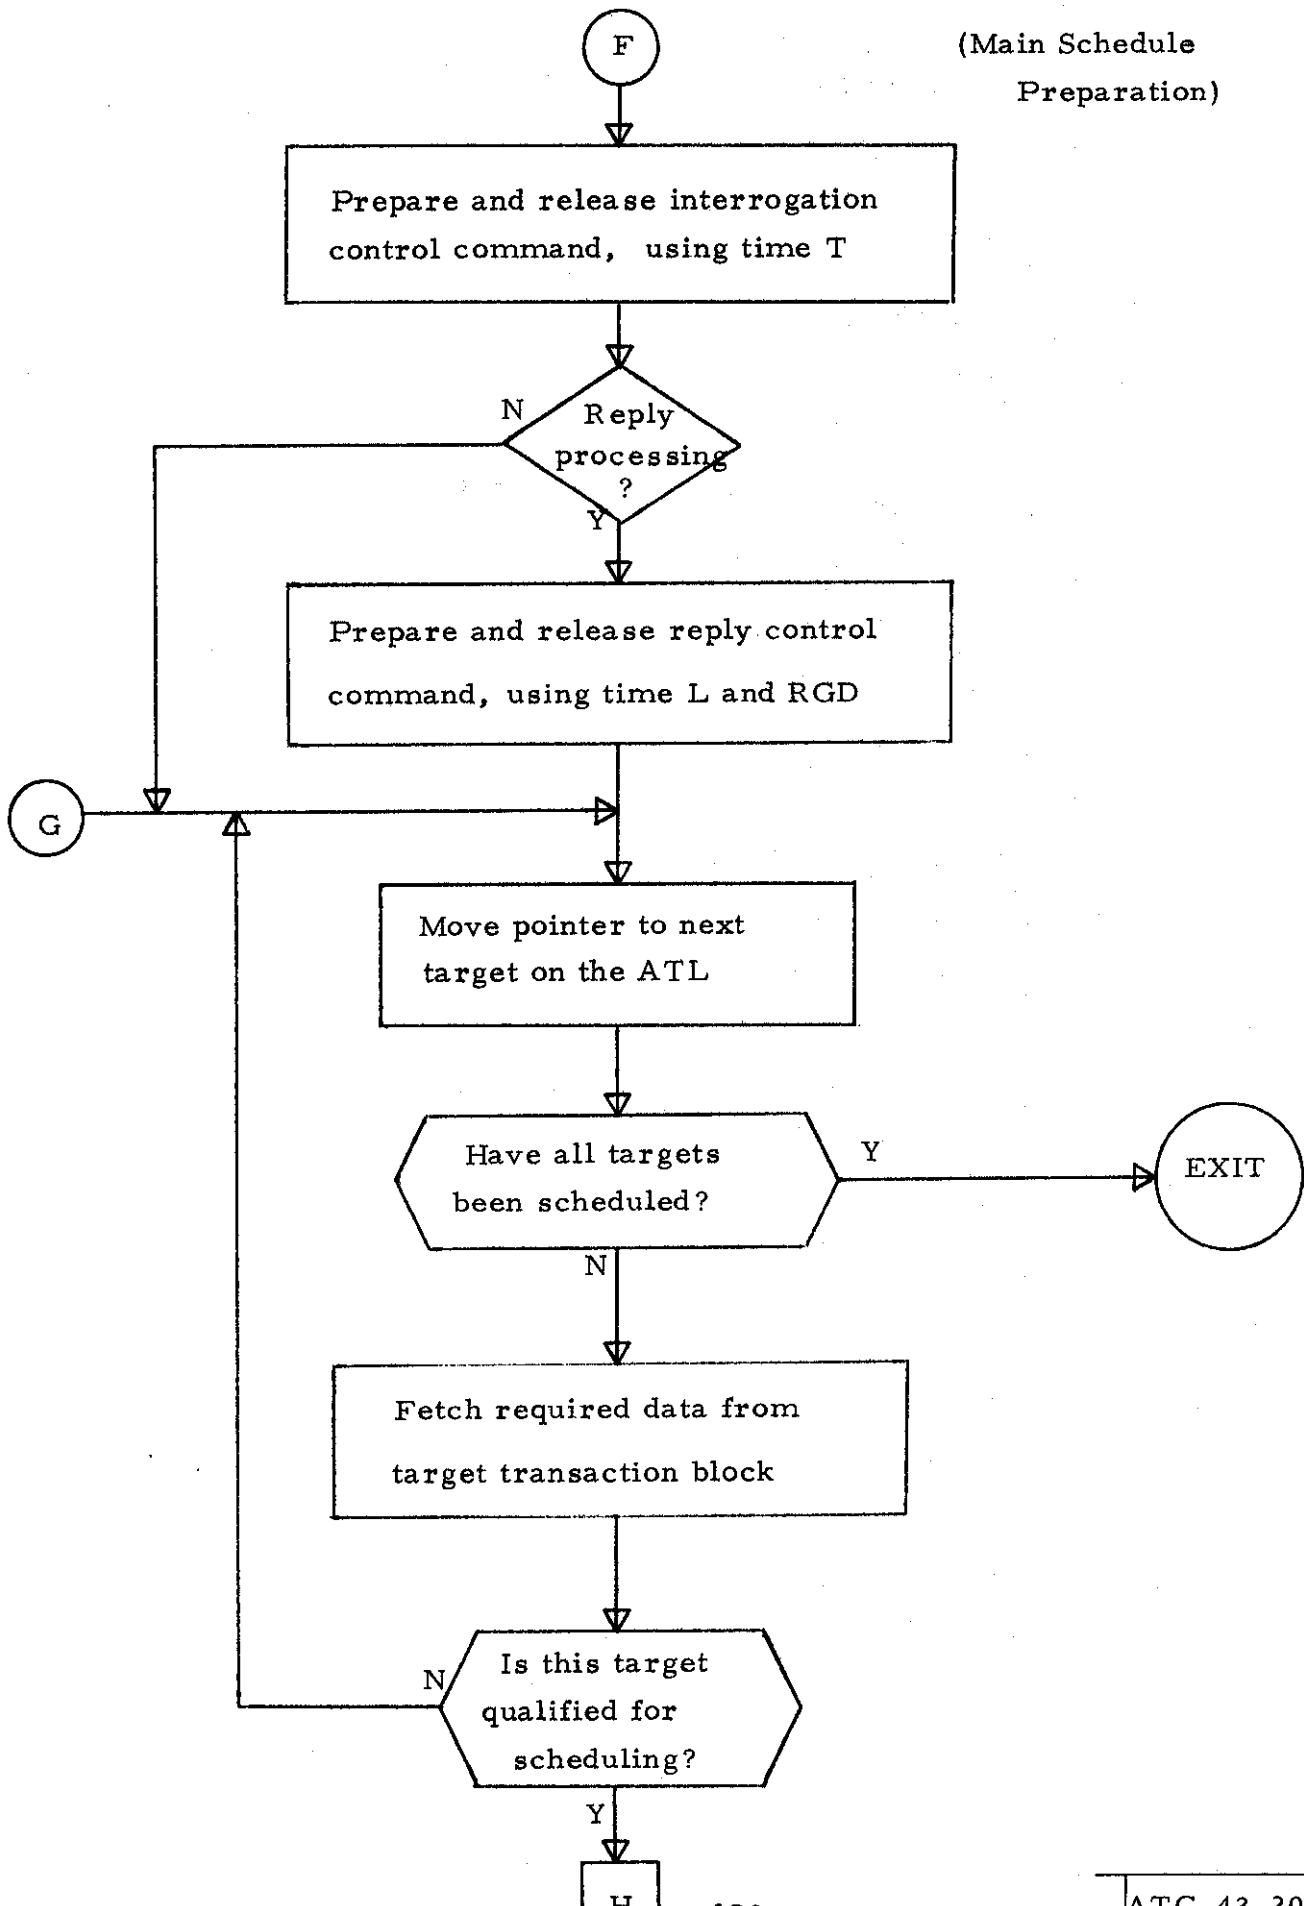 F
(Main Schedule
Preparation)
Prepare and release interrogation
control command, using time T
N
Reply
processing
?
Y
Prepare and release reply control
command, using time L and RGD
G
Move pointer to next
target on the ATL
Have all targets
been scheduled?
Y
EXIT
N
Fetch required data from
target transaction block
N
Is this target
qualified for
scheduling?
Y
H